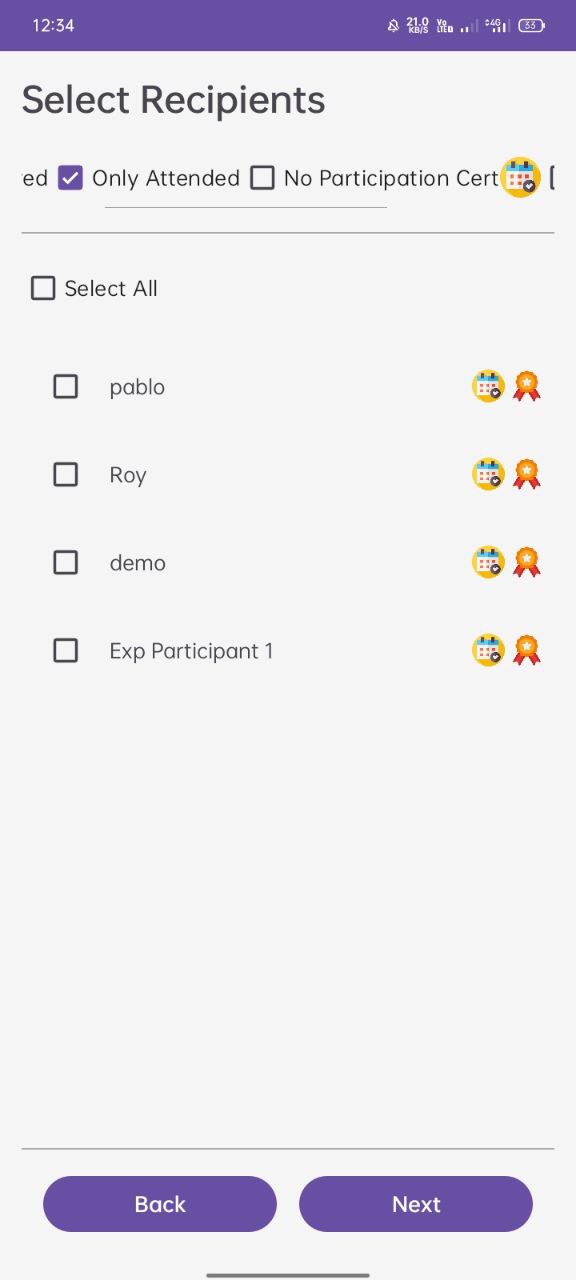 12:34
21.0 KB/S Vo LTE 4G 33
Select Recipients
ed Only Attended No Participation Cert
Select All
pablo
Roy
demo
Exp Participant 1
Back Next